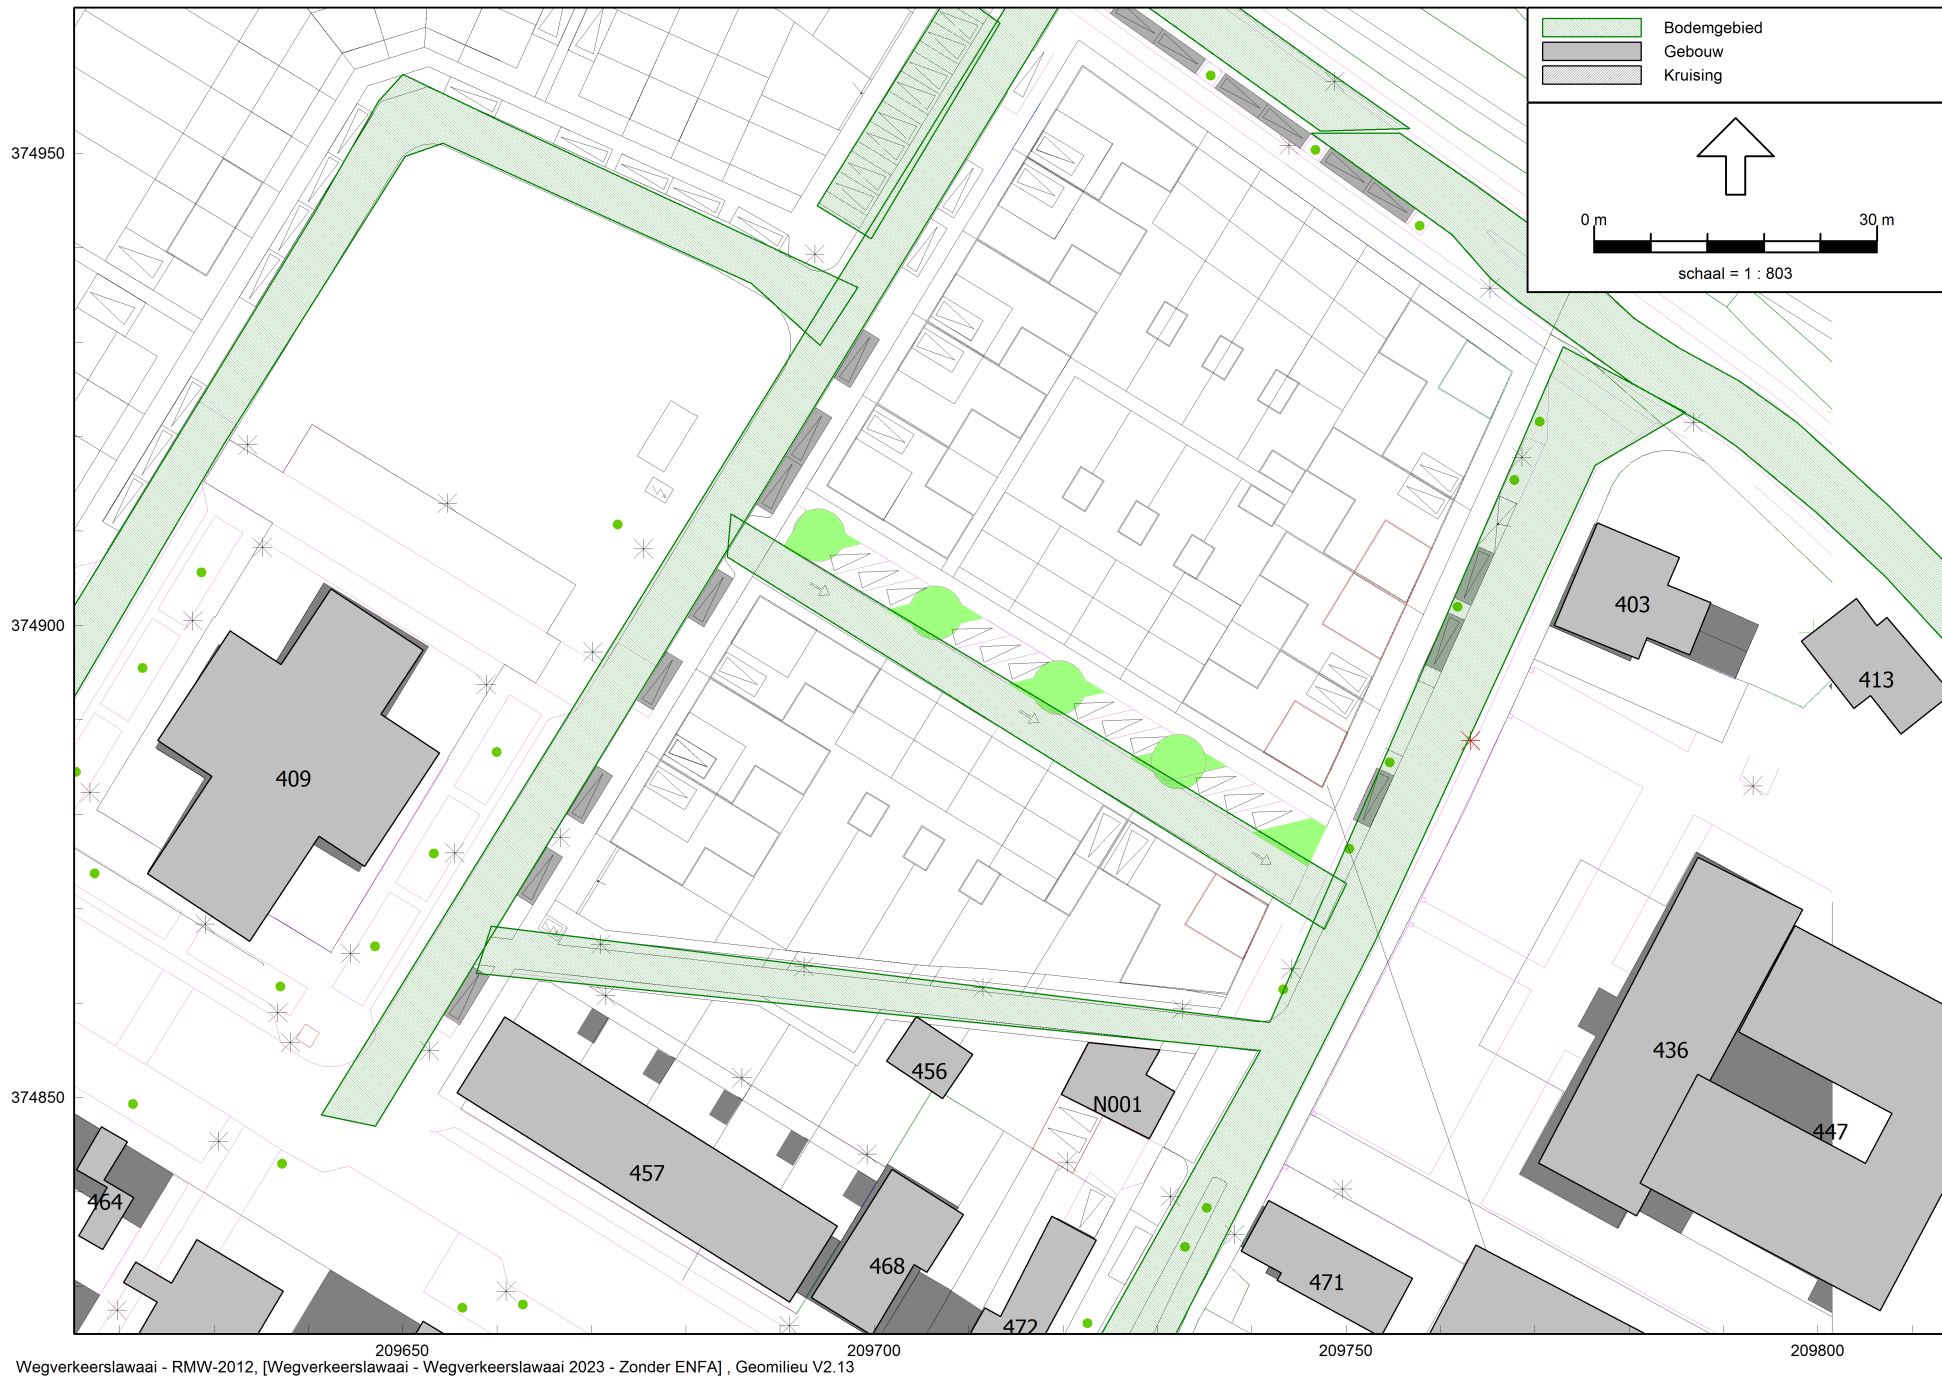 Bodemgebied
Gebouw
Kruising
0 m 30 m
schaal = 1 : 803
374950
374900
374850
403
413
409
436
456
N001
447
457
464
468
471
472
209650 209700 209750 209800
Wegverkeerslawaai - RMW-2012, [Wegverkeerslawaai - Wegverkeerslawaai 2023 - Zonder ENFA] , Geomilieu V2.13